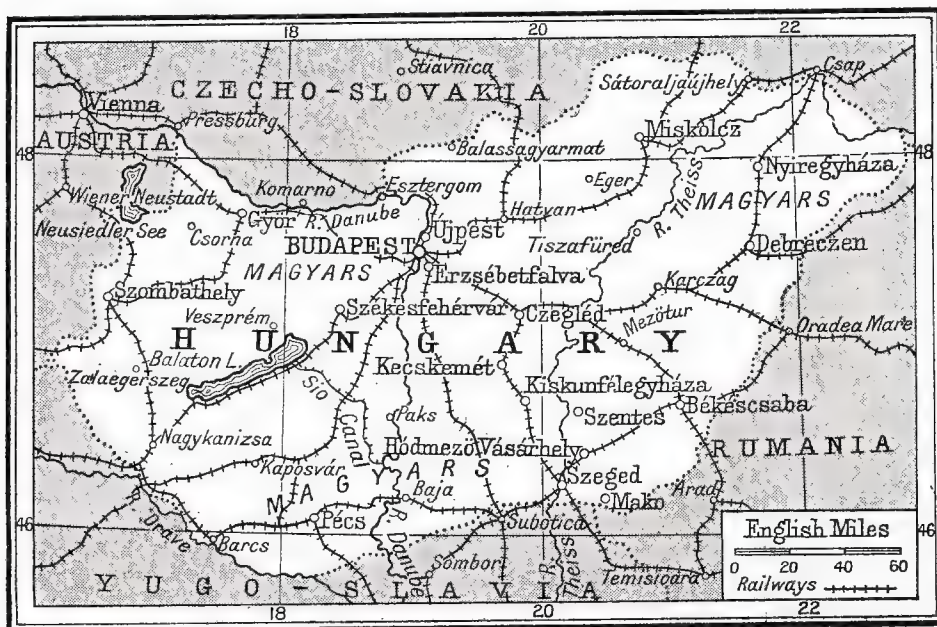 18
20
22
Stiavnica
CZECHO-SLOVAKIA
Sátoraljaújhely
Csap
Vienna
Pressburg
Miskolcz
AUSTRIA
48
48
Balassagyarmat
Nyiregyháza
Wiener Neustadt
Komarno
Esztergom
Eger
R. Theiss
MAGYARS
Neusiedler See
Csorna
Györ
R. Danube
Újpest
Hatvan
Tiszafüred
Debreczen
BUDAPEST
MAGYARS
Erzsébetfalva
Karczag
Szombathely
Veszprém
Székesfehérvár
Czegléd
Mezötur
Oradea Mare
HUNGARY
Balaton L.
Zalaegerszeg
Kecskemét
Sio Canal
Kiskunfélegyháza
Paks
Szentes
Békéscsaba
Nagykanizsa
Hódmezö Vásárhely
RUMANIA
Kaposvár
MAGYARS
Szeged
Baja
Mako
Arad
46
46
Drave
Barcs
Pécs
R. Danube
Subotica
R. Theiss
Sombor
Temisioara
YUGO-SLAVIA
English Miles
0 20 40 60
Railways
18
20
22